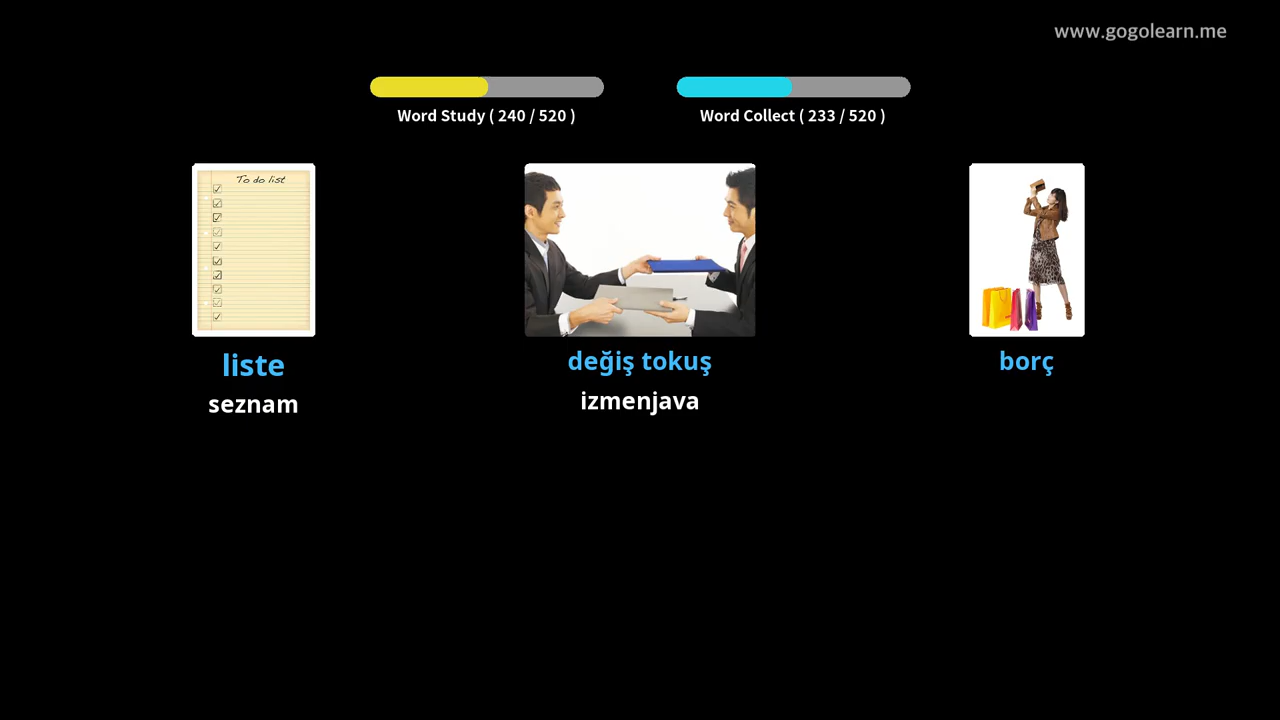 www.gogolearn.me
Word Study ( 240 / 520 )
Word Collect ( 233 / 520 )
To do list
liste
seznam
değiş tokuş
izmenjava
borç